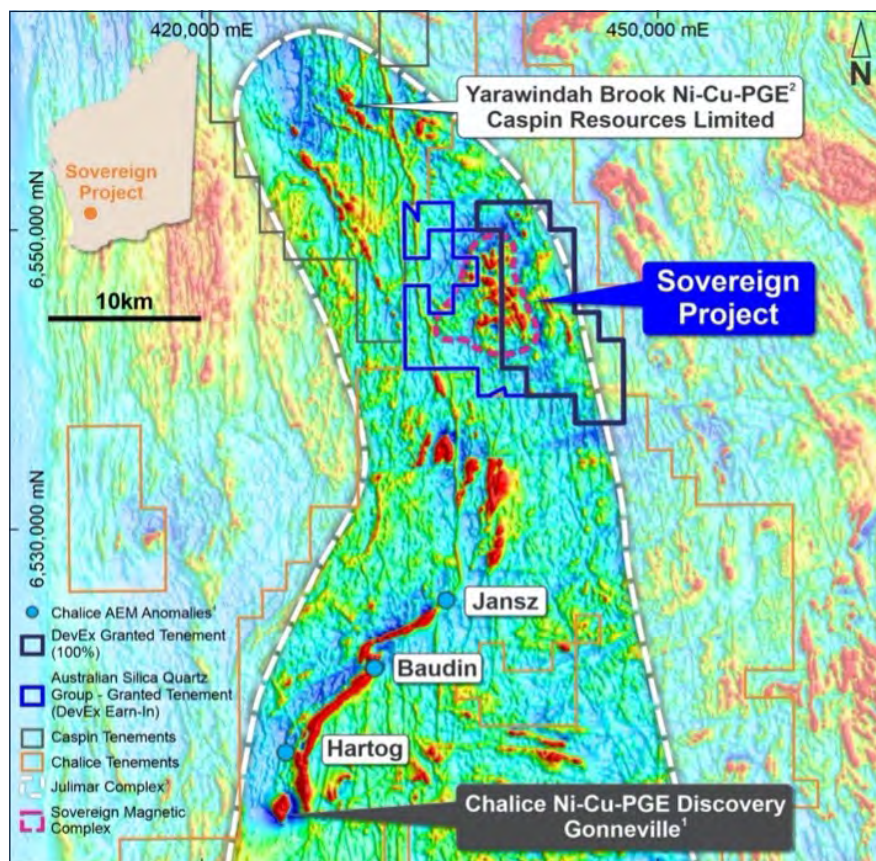 420,000 mE
450,000 mE
N
Yarawindah Brook Ni-Cu-PGE²
Caspin Resources Limited
Sovereign
Project
6,550,000 mN
10km
Sovereign
Project
6,530,000 mN
Jansz
Baudin
Hartog
Chalice AEM Anomalies¹
DevEx Granted Tenement
(100%)
Australian Silica Quartz
Group - Granted Tenement
(DevEx Earn-In)
Caspin Tenements
Chalice Tenements
Julimar Complex³
Sovereign Magnetic
Complex
Chalice Ni-Cu-PGE Discovery
Gonneville¹